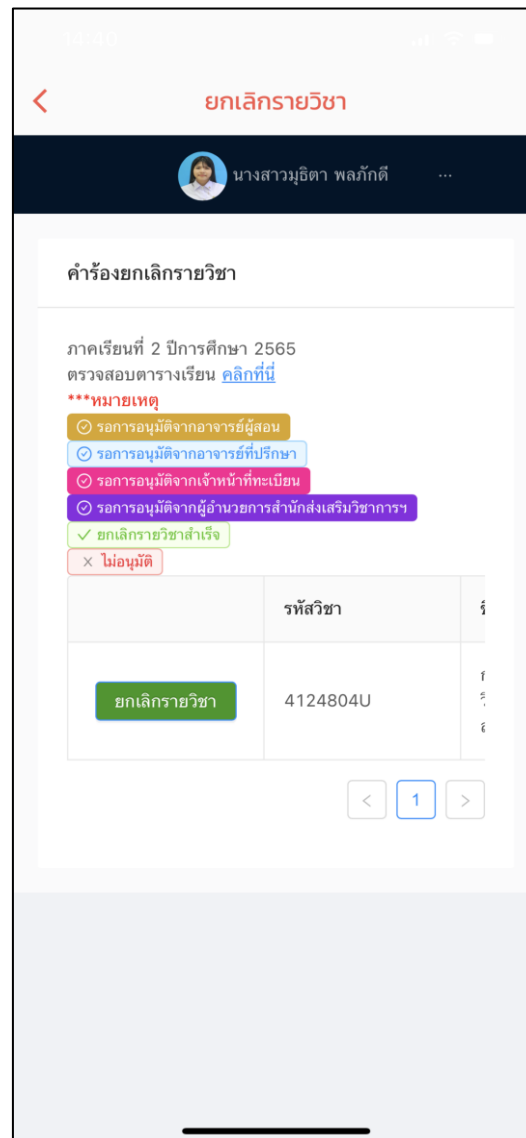 14:40
ยกเลิกรายวิชา
นางสาวมุธิตา พลภักดี ...
คำร้องยกเลิกรายวิชา
ภาคเรียนที่ 2 ปีการศึกษา 2565
ตรวจสอบตารางเรียน คลิกที่นี่
***หมายเหตุ
รอการอนุมัติจากอาจารย์ผู้สอน
รอการอนุมัติจากอาจารย์ที่ปรึกษา
รอการอนุมัติจากเจ้าหน้าที่ทะเบียน
รอการอนุมัติจากผู้อำนวยการสำนักส่งเสริมวิชาการฯ
ยกเลิกรายวิชาสำเร็จ
ไม่อนุมัติ
รหัสวิชา
ยกเลิกรายวิชา 4124804U
< 1 >